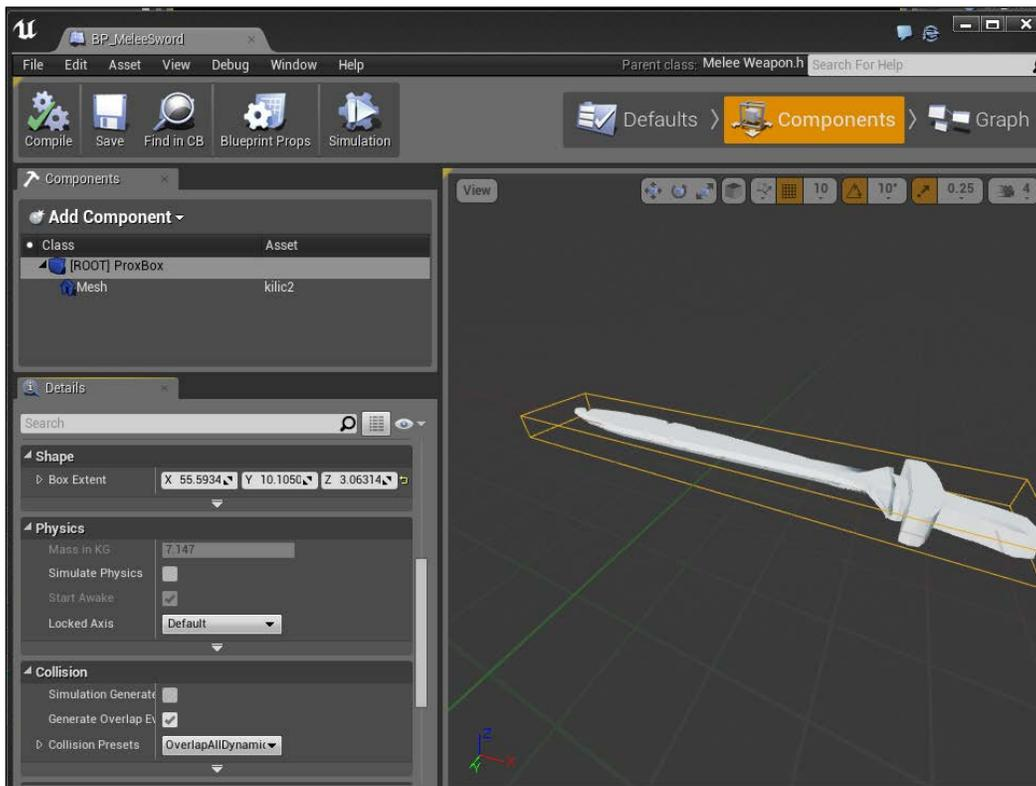 BP_MeleeSword
File Edit Asset View Debug Window Help
Parent class: Melee Weapon.h Search For Help
Compile Save Find in CB Blueprint Props Simulation
Defaults Components Graph
Components
View
10 10° 0.25 4
Add Component
Class Asset
[ROOT] ProxBox
Mesh kilic2
Details
Search
Shape
Box Extent X 55.5934 Y 10.1050 Z 3.06314
Physics
Mass in KG 7.147
Simulate Physics
Start Awake
Locked Axis Default
Collision
Simulation Generate
Generate Overlap Ev
Collision Presets OverlapAllDynamic
Z
X
Y